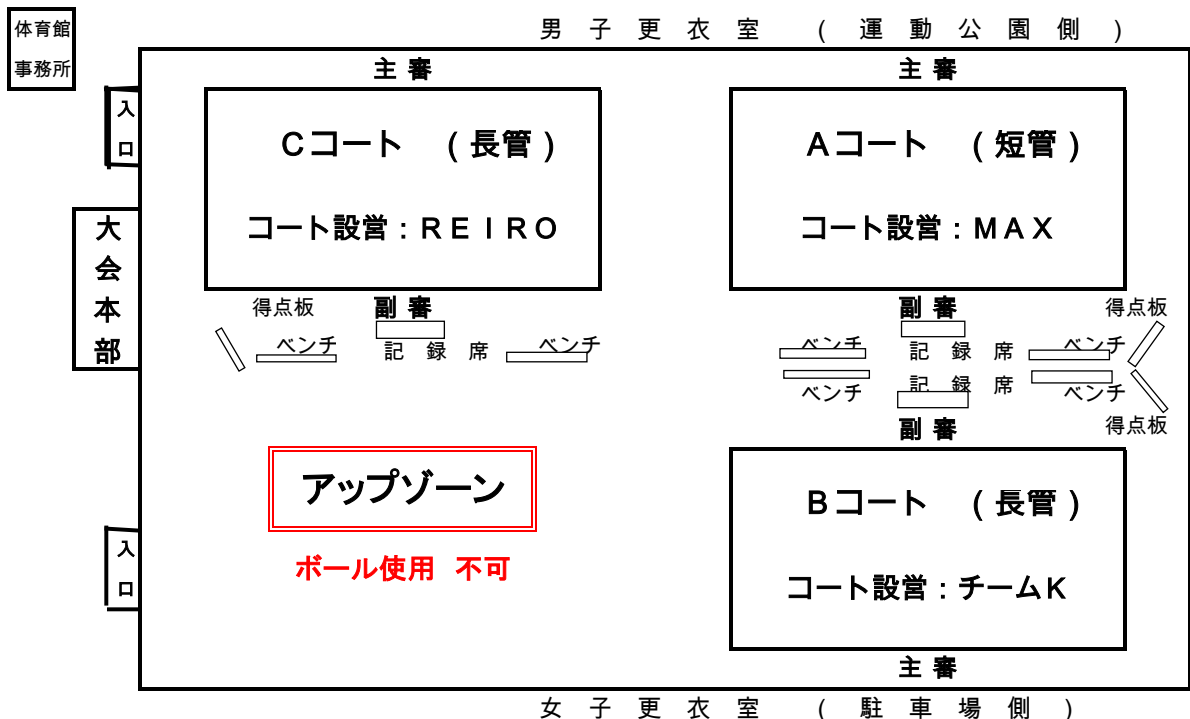 体育館
事務所
男子更衣室 (運動公園側)
主審
主審
入口
Cコート (長管)
コート設営:REIRO
Aコート (短管)
コート設営:MAX
大会本部
得点板
副審
ベンチ
記録席
ベンチ
副審
得点板
ベンチ
記録席
ベンチ
ベンチ
記録席
ベンチ
副審
得点板
アップゾーン
ボール使用 不可
入口
Bコート (長管)
コート設営:チームK
主審
女子更衣室 (駐車場側)